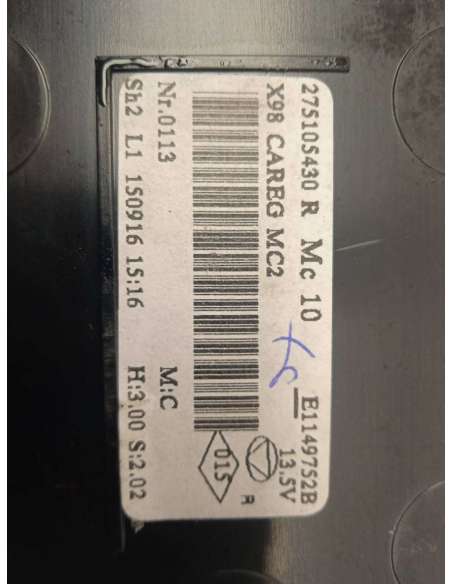 275105430 R Mc 10 E1149752B
X98 CAREG MC2 13.5V
015 R
Nr.0113 M:C
Sh2 L1 150916 15:16 H:3.00 S:2.02